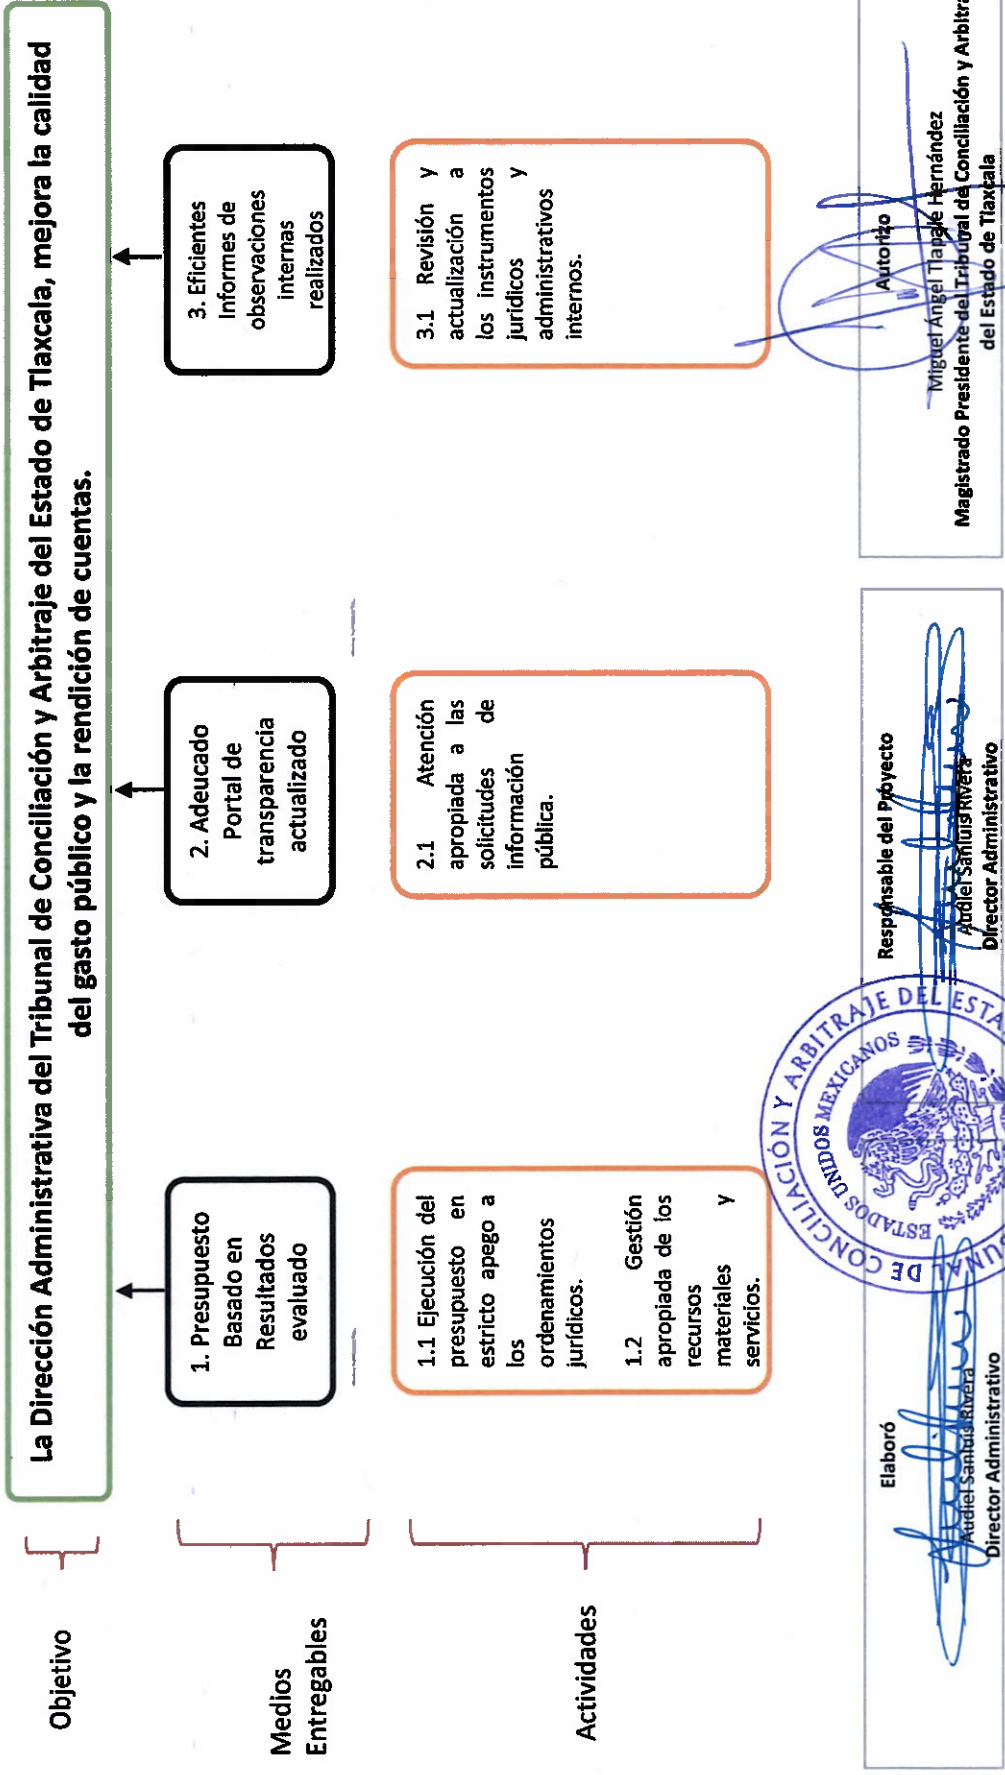 Objetivo
La Dirección Administrativa del Tribunal de Conciliación y Arbitraje del Estado de Tlaxcala, mejora la calidad
del gasto público y la rendición de cuentas.
Medios
Entregables
1. Presupuesto
Basado en
Resultados
evaluado
2. Adeucado
Portal de
transparencia
actualizado
3. Eficientes
Informes de
observaciones
internas
realizados
Actividades
1.1 Ejecución del
presupuesto en
estricto apego a
los
ordenamientos
jurídicos.
1.2 Gestión
apropiada de los
recursos
materiales y
servicios.
2.1 Atención
apropiada a las
solicitudes de
información
pública.
3.1 Revisión y
actualización a
los instrumentos
jurídicos y
administrativos
internos.
Elaboró
Audiel Sanluis Rivera
Director Administrativo
DE CONCILIACIÓN Y ARBITRAJE DEL ESTA
ESTADOS UNIDOS MEXICANOS
Responsable del Proyecto
Audiel Sanluis Rivera
Director Administrativo
Autorizo
Miguel Ángel Tlapale Hernández
Magistrado Presidente del Tribunal de Conciliación y Arbitra
del Estado de Tlaxcala